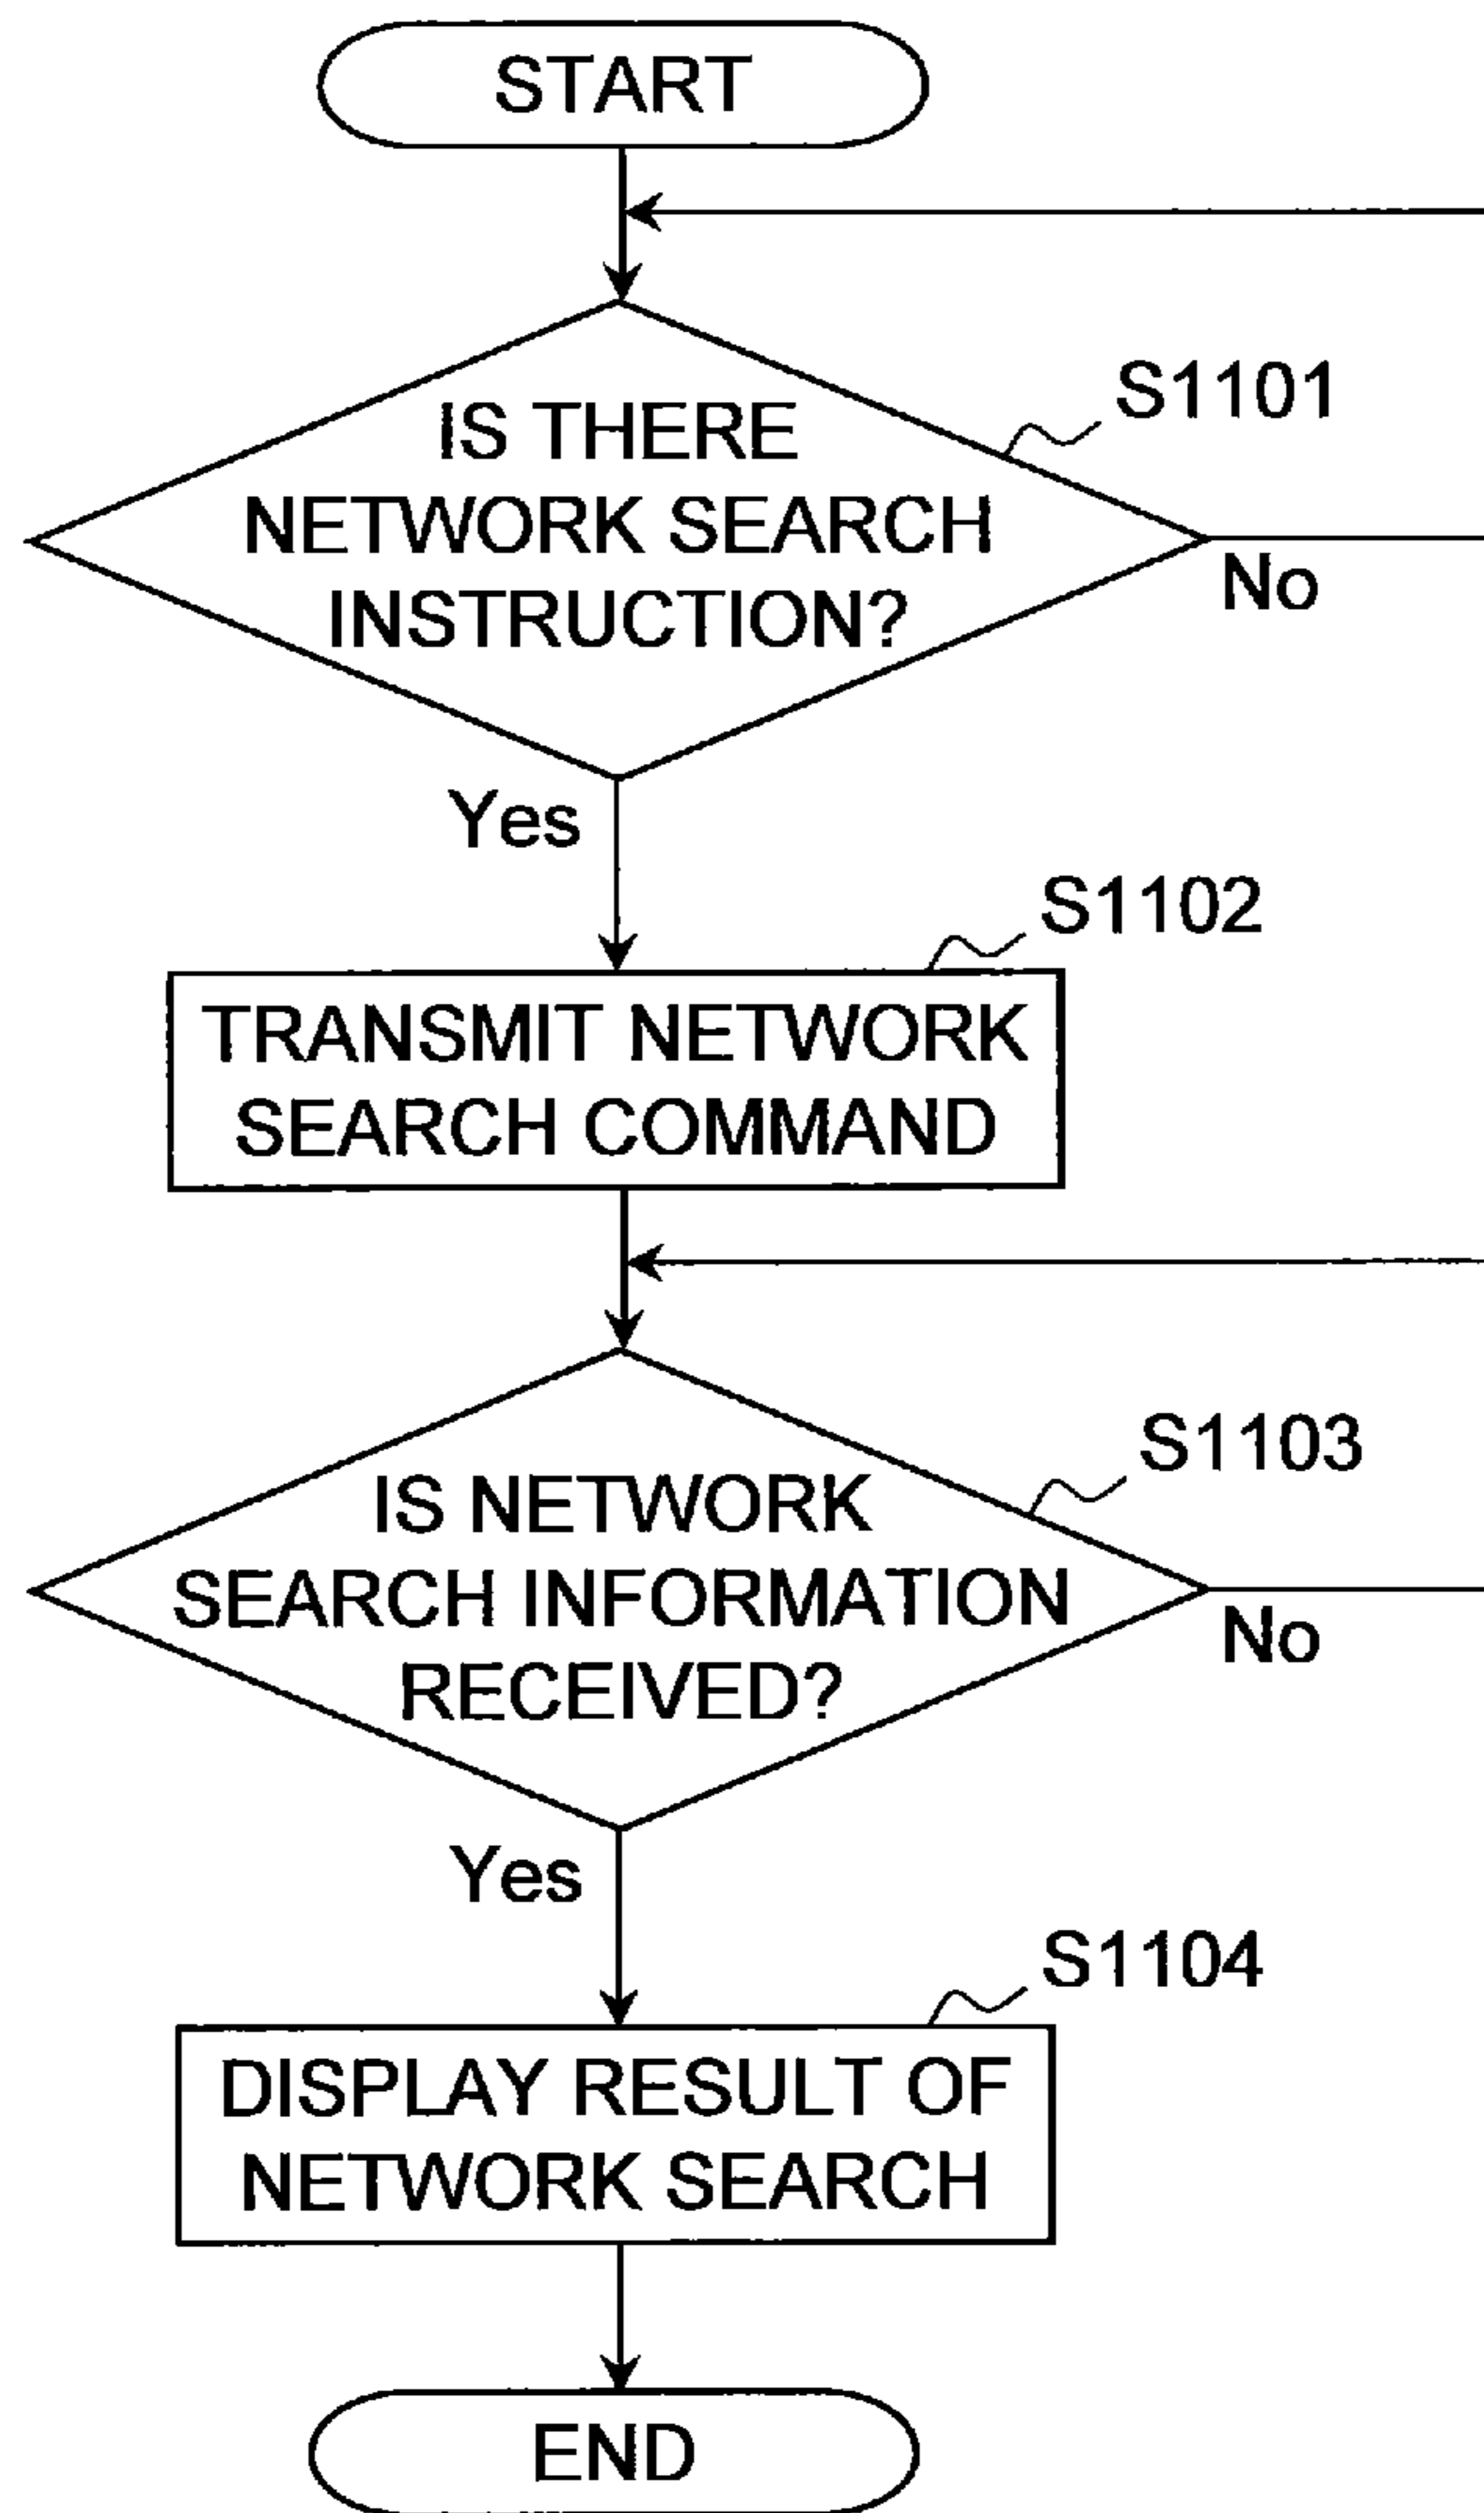 START
S1101
IS THERE
NETWORK SEARCH
INSTRUCTION?
No
Yes
S1102
TRANSMIT NETWORK
SEARCH COMMAND
S1103
IS NETWORK
SEARCH INFORMATION
RECEIVED?
No
Yes
S1104
DISPLAY RESULT OF
NETWORK SEARCH
END